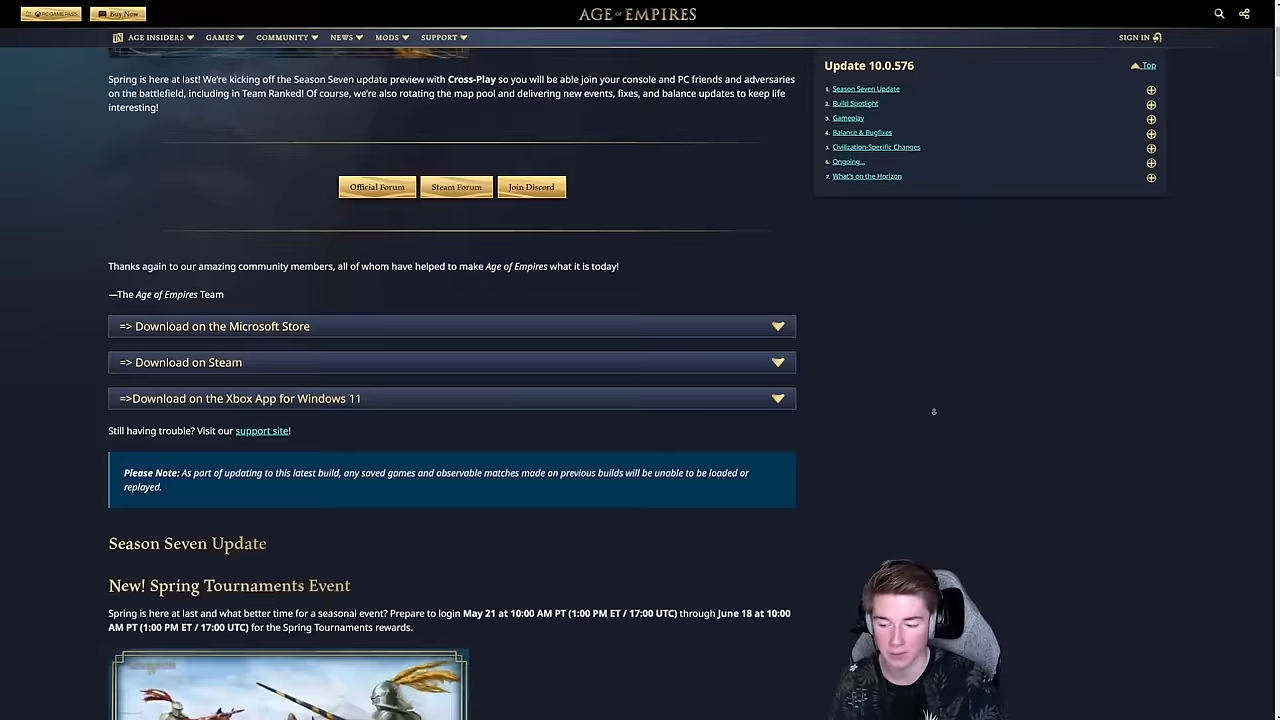 PC GAME PASS
Buy Now
AGE OF EMPIRES
AGE INSIDERS
GAMES
COMMUNITY
NEWS
MODS
SUPPORT
SIGN IN
Spring is here at last! We're kicking off the Season Seven update preview with Cross-Play so you will be able join your console and PC friends and adversaries
on the battlefield, including in Team Ranked! Of course, we're also rotating the map pool and delivering new events, fixes, and balance updates to keep life
interesting!
Update 10.0.576
Top
1. Season Seven Update
2. Build Spotlight
3. Gameplay
4. Balance & Bugfixes
5. Civilization-Specific Changes
6. Ongoing...
7. What's on the Horizon
Official Forum
Steam Forum
Join Discord
Thanks again to our amazing community members, all of whom have helped to make Age of Empires what it is today!
—The Age of Empires Team
=> Download on the Microsoft Store
=> Download on Steam
=>Download on the Xbox App for Windows 11
Still having trouble? Visit our support site!
Please Note: As part of updating to this latest build, any saved games and observable matches made on previous builds will be unable to be loaded or
replayed.
Season Seven Update
New! Spring Tournaments Event
Spring is here at last and what better time for a seasonal event? Prepare to login May 21 at 10:00 AM PT (1:00 PM ET / 17:00 UTC) through June 18 at 10:00
AM PT (1:00 PM ET / 17:00 UTC) for the Spring Tournaments rewards.